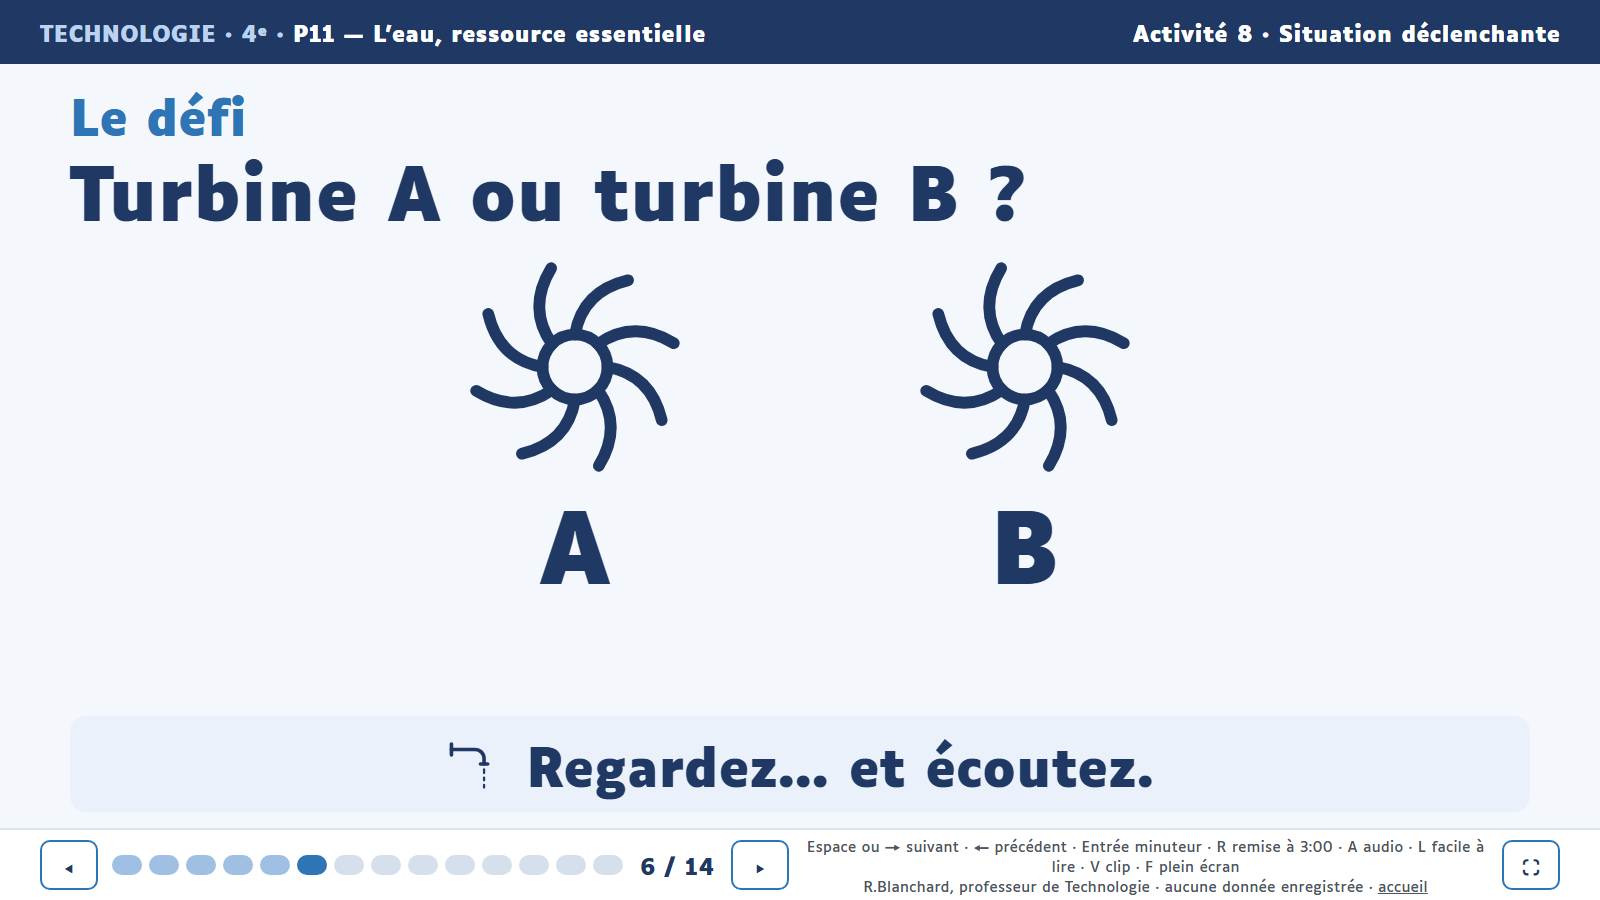 TECHNOLOGIE · 4ᵉ · P11 — L’eau, ressource essentielle
Activité 8 · Situation déclenchante
Le défi
Turbine A ou turbine B ?
A
B
Regardez... et écoutez.
6 / 14
Espace ou → suivant · ← précédent · Entrée minuteur · R remise à 3:00 · A audio · L facile à
lire · V clip · F plein écran
R.Blanchard, professeur de Technologie · aucune donnée enregistrée · accueil